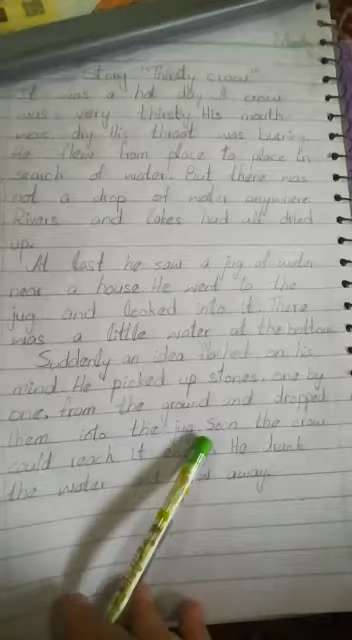 Story "Thirsty crow"
It was a hot day. A crow
was very thirsty. His mouth
was dry. His throat was burning.
He flew from place to place in
search of water. But there was
not a drop of water anywhere.
Rivers and lakes had all dried
up.
At last he saw a jug of water
near a house. He went to the
jug and looked into it. There
was a little water at the bottom
Suddenly an idea flached on his
mind. He picked up stones, one by
one, from the ground and dropped
them into the jug. Soon the crow
could reach it He drank
the water away.